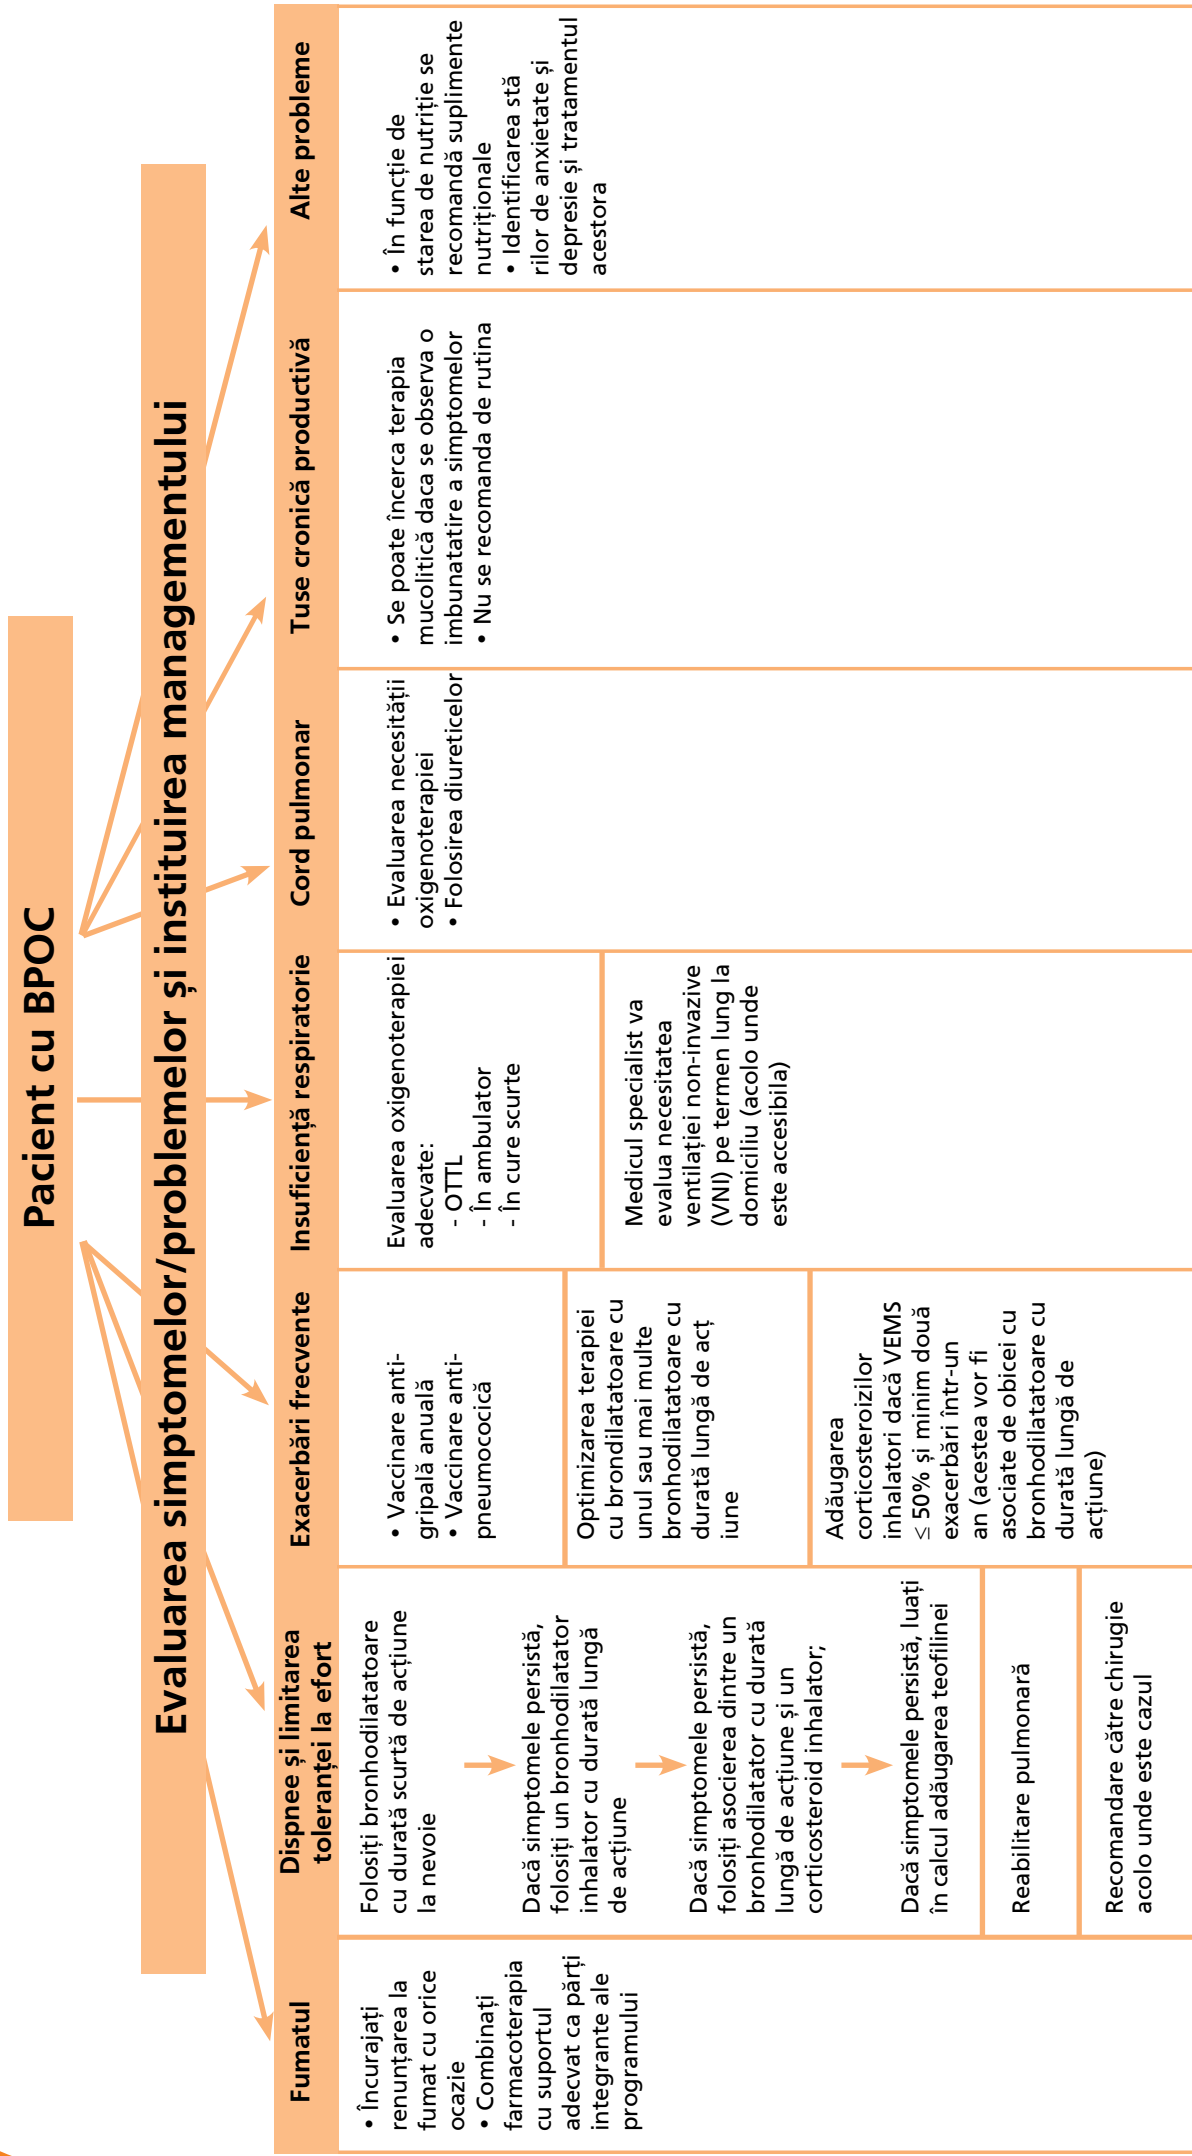 Pacient cu BPOC
Evaluarea simptomelor/problemelor și instituirea managementului
Fumatul
• Încurajați
renunțarea la
fumat cu orice
ocazie
• Combinați
farmacoterapia
cu suportul
adecvat ca părți
integrante ale
programului
Dispnee și limitarea
toleranței la efort
Folosiți bronhodilatatoare
cu durată scurtă de acțiune
la nevoie
Dacă simptomele persistă,
folosiți un bronhodilatator
inhalator cu durată lungă
de acțiune
Dacă simptomele persistă,
folosiți asocierea dintre un
bronhodilatator cu durată
lungă de acțiune și un
corticosteroid inhalator;
Dacă simptomele persistă, luați
în calcul adăugarea teofilinei
Reabilitare pulmonară
Recomandare către chirugie
acolo unde este cazul
Exacerbări frecvente
• Vaccinare anti-
gripală anuală
• Vaccinare anti-
pneumococică
Optimizarea terapiei
cu brondilatatoare cu
unul sau mai multe
bronhodilatatoare cu
durată lungă de acț
iune
Adăugarea
corticosteroizilor
inhalatori dacă VEMS
≤ 50% și minim două
exacerbări într-un
an (acestea vor fi
asociate de obicei cu
bronhodilatatoare cu
durată lungă de
acțiune)
Insuficiență respiratorie
Evaluarea oxigenoterapiei
adecvate:
- OTTL
- În ambulator
- În cure scurte
Medicul specialist va
evalua necesitatea
ventilației non-invazive
(VNI) pe termen lung la
domiciliu (acolo unde
este accesibila)
Cord pulmonar
• Evaluarea necesității
oxigenoterapiei
• Folosirea diureticelor
Tuse cronică productivă
• Se poate încerca terapia
mucolitică daca se observa o
imbunatatire a simptomelor
• Nu se recomanda de rutina
Alte probleme
• În funcție de
starea de nutriție se
recomandă suplimente
nutriționale
• Identificarea stă
rilor de anxietate și
depresie și tratamentul
acestora